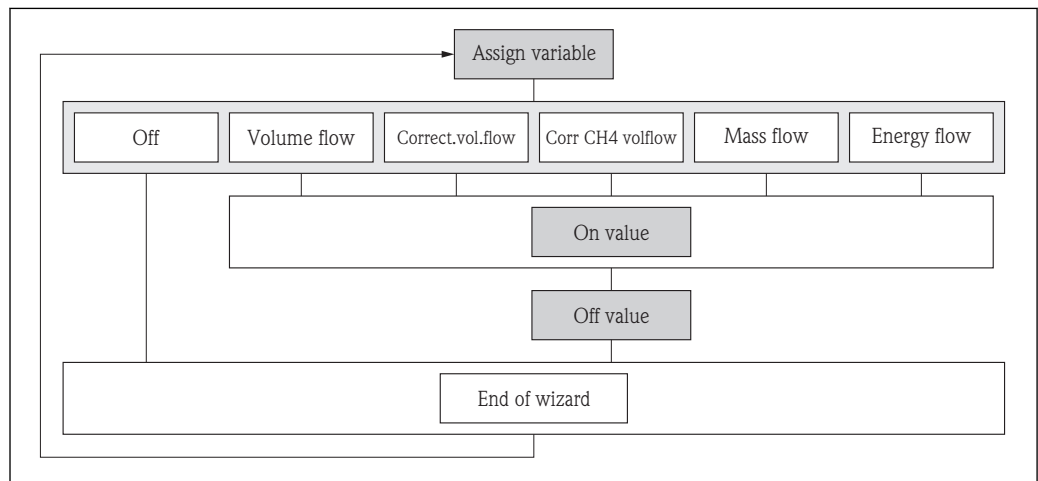 Assign variable
Off
Volume flow
Correct.vol.flow
Corr CH4 volflow
Mass flow
Energy flow
On value
Off value
End of wizard